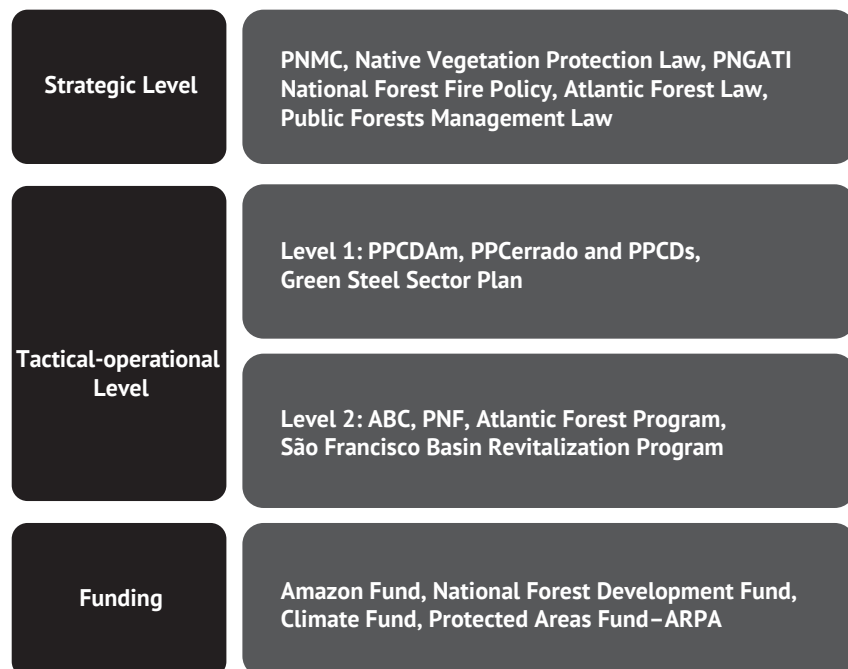 Strategic Level
PNMC, Native Vegetation Protection Law, PNGATI
National Forest Fire Policy, Atlantic Forest Law,
Public Forests Management Law
Tactical-operational
Level
Level 1: PPCDAm, PPCerrado and PPCDs,
Green Steel Sector Plan
Level 2: ABC, PNF, Atlantic Forest Program,
São Francisco Basin Revitalization Program
Funding
Amazon Fund, National Forest Development Fund,
Climate Fund, Protected Areas Fund–ARPA